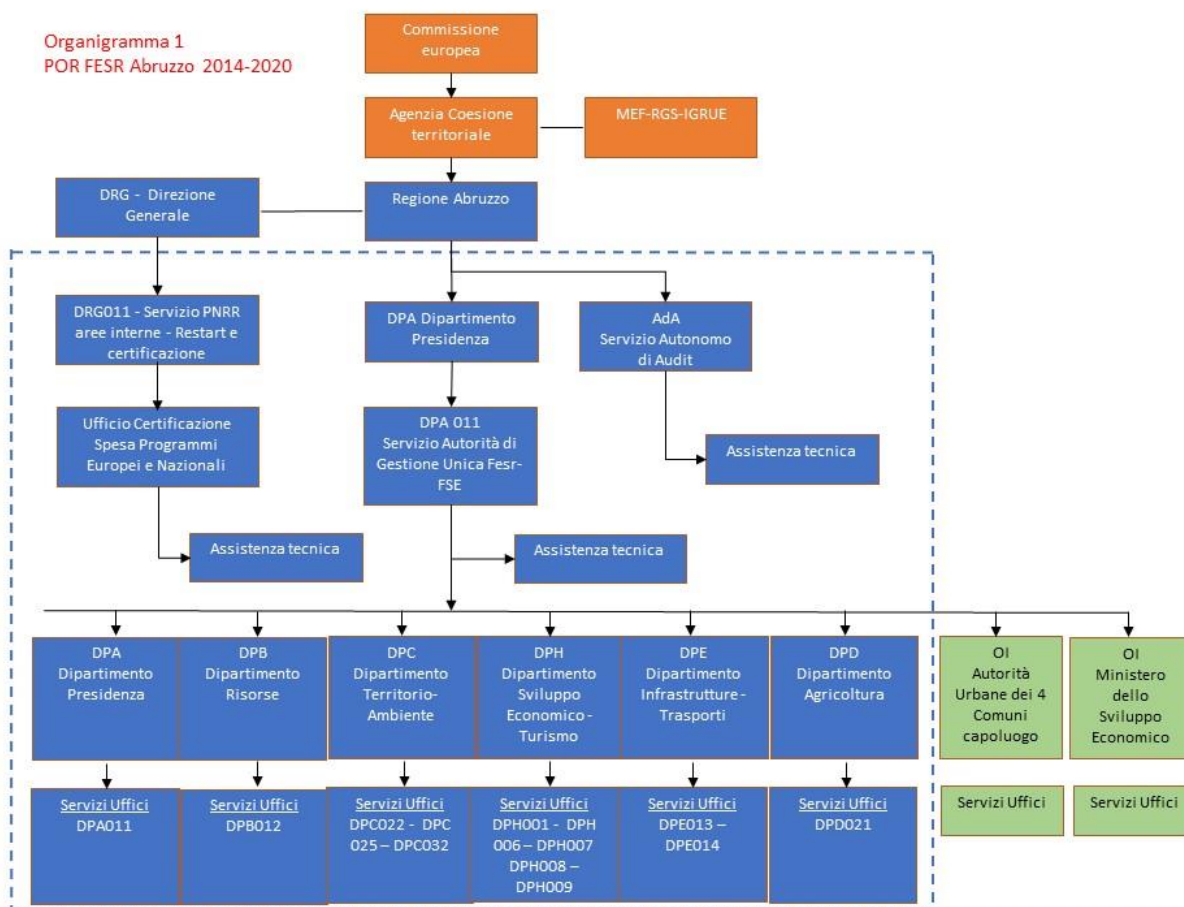 Organigramma 1
POR FESR Abruzzo 2014-2020
Commissione
europea
Agenzia Coesione
territoriale
MEF-RGS-IGRUE
DRG - Direzione
Generale
Regione Abruzzo
DRG011 - Servizio PNRR
aree interne - Restart e
certificazione
DPA Dipartimento
Presidenza
AdA
Servizio Autonomo
di Audit
Ufficio Certificazione
Spesa Programmi
Europei e Nazionali
DPA 011
Servizio Autorità di
Gestione Unica Fesr-
FSE
Assistenza tecnica
Assistenza tecnica
Assistenza tecnica
DPA
Dipartimento
Presidenza
DPB
Dipartimento
Risorse
DPC
Dipartimento
Territorio-
Ambiente
DPH
Dipartimento
Sviluppo
Economico -
Turismo
DPE
Dipartimento
Infrastrutture -
Trasporti
DPD
Dipartimento
Agricoltura
OI
Autorità
Urbane dei 4
Comuni
capoluogo
OI
Ministero
dello
Sviluppo
Economico
Servizi Uffici
DPA011
Servizi Uffici
DPB012
Servizi Uffici
DPC022 - DPC
025 – DPC032
Servizi Uffici
DPH001 - DPH
006 – DPH007
DPH008 –
DPH009
Servizi Uffici
DPE013 –
DPE014
Servizi Uffici
DPD021
Servizi Uffici
Servizi Uffici